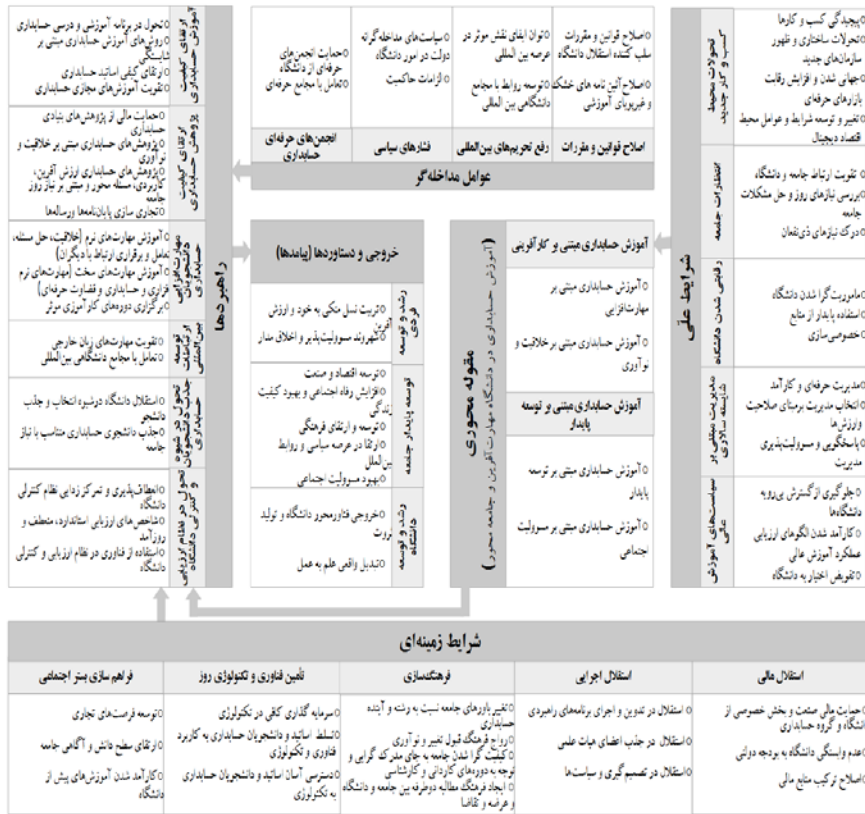 پیچیدگی کسب و کارها
تحولات ساختاری و ظهور
سازمان‌های جدید
جهانی شدن و افزایش رقابت
بازارهای حرفه‌ای
تغییر و توسعه شرایط و عوامل محیط
اقتصاد دیجیتال
تحولات محیط
کسب و کار جدید
تقویت ارتباط جامعه و دانشگاه
بررسی نیازهای روز و حل مشکلات
جامعه
درک نیازهای ذی‌نفعان
انتظارات جامعه
ماموریت‌گرا شدن دانشگاه
استفاده پایدار از منابع
خصوصی‌سازی
رقابتی شدن دانشگاه
مدیریت حرفه‌ای و کارآمد
انتخاب مدیریت برمبنای صلاحیت
وارزش‌ها
پاسخگویی و مسولیت‌پذیری
مدیریت
مدیریت مبتنی بر
شایسته سالاری
جلوگیری از گسترش بی‌رویه
دانشگاه‌ها
کارآمد شدن الگوهای ارزیابی
عملکرد آموزش عالی
تفویض اختیار به دانشگاه
سیاست‌های آموزش
عالی
شرایط علی
اصلاح قوانین و مقررات
سلب کننده استقلال دانشگاه
اصلاح آئین نامه های خشک
و غیرپویای آموزشی
اصلاح قوانین و مقررات
توان ایفای نقش موثر در
عرصه بین المللی
توسعه روابط با مجامع
دانشگاهی بین المللی
رفع تحریم‌های بین‌المللی
سیاست‌های مداخله‌گرانه
دولت در امور دانشگاه
الزامات حاکمیت
فشارهای سیاسی
حمایت انجمن‌های
حرفه‌ای از دانشگاه
تعامل با مجامع حرفه‌ای
انجمن‌های حرفه‌ای
حسابداری
عوامل مداخله‌گر
آموزش حسابداری مبتنی بر کارآفرینی
آموزش حسابداری مبتنی بر
مهارت‌افزایی
آموزش حسابداری مبتنی بر خلاقیت و
نوآوری
آموزش حسابداری مبتنی بر توسعه
پایدار
آموزش حسابداری مبتنی بر توسعه
پایدار
آموزش حسابداری مبتنی بر مسولیت
اجتماعی
مقوله محوری
(آموزش حسابداری در دانشگاه مهارت آفرین و جامعه محور)
خروجی و دستاوردها (پیامدها)
رشد و توسعه
فردی
تربیت نسل متکی به خود و ارزش
آفرین
شهروند مسولیت‌پذیر و اخلاق مدار
توسعه پایدار جامعه
توسعه اقتصاد و صنعت
افزایش رفاه اجتماعی و بهبود کیفیت
زندگی
توسعه و ارتقای فرهنگی
ارتقا در عرصه سیاسی و روابط
بین‌الملل
بهبود مسولیت اجتماعی
رشد و توسعه
دانشگاه
خروجی فناورمحور دانشگاه و تولید
ثروت
تبدیل واقعی علم به عمل
راهبردها
ارتقای کیفیت
آموزش حسابداری
تحول در برنامه آموزشی و درسی حسابداری
روش‌های آموزش حسابداری مبتنی بر
شایستگی
ارتقای کیفی اساتید حسابداری
تقویت آموزش‌های مجازی حسابداری
ارتقای کیفیت
پژوهش حسابداری
حمایت مالی از پژوهش‌های بنیادی
حسابداری
پژوهش‌های حسابداری مبتنی بر خلاقیت و
نوآوری
پژوهش‌های حسابداری ارزش آفرین،
کاربردی، مسئله محور و مبتنی بر نیاز روز
جامعه
تجاری سازی پایان‌نامه‌ها ورساله‌ها
مهارت‌افزایی
دانشجویان
حسابداری
آموزش مهارت‌های نرم (خلاقیت، حل مسئله،
تعامل و برقراری ارتباط با دیگران)
آموزش مهارت‌های سخت (مهارت‌های نرم
افزاری و حسابداری و قضاوت حرفه‌ای)
برگزاری دوره‌های کارآموزی موثر
توسعه
ارتباطات
بین‌المللی
تقویت مهارت‌های زبان خارجی
تعامل با مجامع دانشگاهی بین‌المللی
تحول در شیوه
جذب دانشجویان
حسابداری
استقلال دانشگاه درشیوه انتخاب و جذب
دانشجو
جذب دانشجوی حسابداری متناسب با نیاز
جامعه
تحول در نظام ارزیابی
و کنترلی دانشگاه
انعطاف‌پذیری و تمرکززدایی نظام کنترلی
دانشگاه
شاخص‌های ارزیابی استاندارد، منعطف و
روزآمد
استفاده از فناوری در نظام ارزیابی و کنترلی
دانشگاه
شرایط زمینه‌ای
استقلال مالی
حمایت مالی صنعت و بخش خصوصی از
دانشگاه و گروه حسابداری
عدم وابستگی دانشگاه به بودجه دولتی
اصلاح ترکیب منابع مالی
استقلال اجرایی
استقلال در تدوین و اجرای برنامه‌های راهبردی
استقلال در جذب اعضای هیات علمی
استقلال در تصمیم گیری و سیاست‌ها
فرهنگ‌سازی
تغییر باورهای جامعه نسبت به رشته و آینده
حسابداری
رواج فرهنگ قبول تغییر و نوآوری
کیفیت گرا شدن جامعه به جای مدرک گرایی و
توجه به دوره‌های کاردانی و کارشناسی
ایجاد فرهنگ مطالبه دوطرفه بین جامعه و دانشگاه
و عرضه و تقاضا
تأمین فناوری و تکنولوژی روز
سرمایه گذاری کافی در تکنولوژی
تسلط اساتید و دانشجویان حسابداری به کاربرد
فناوری و تکنولوژی
دسترسی آسان اساتید و دانشجویان حسابداری
به تکنولوژی
فراهم سازی بستر اجتماعی
توسعه فرصت‌های تجاری
ارتقای سطح دانش و آگاهی جامعه
کارآمد شدن آموزش‌های پیش از
دانشگاه